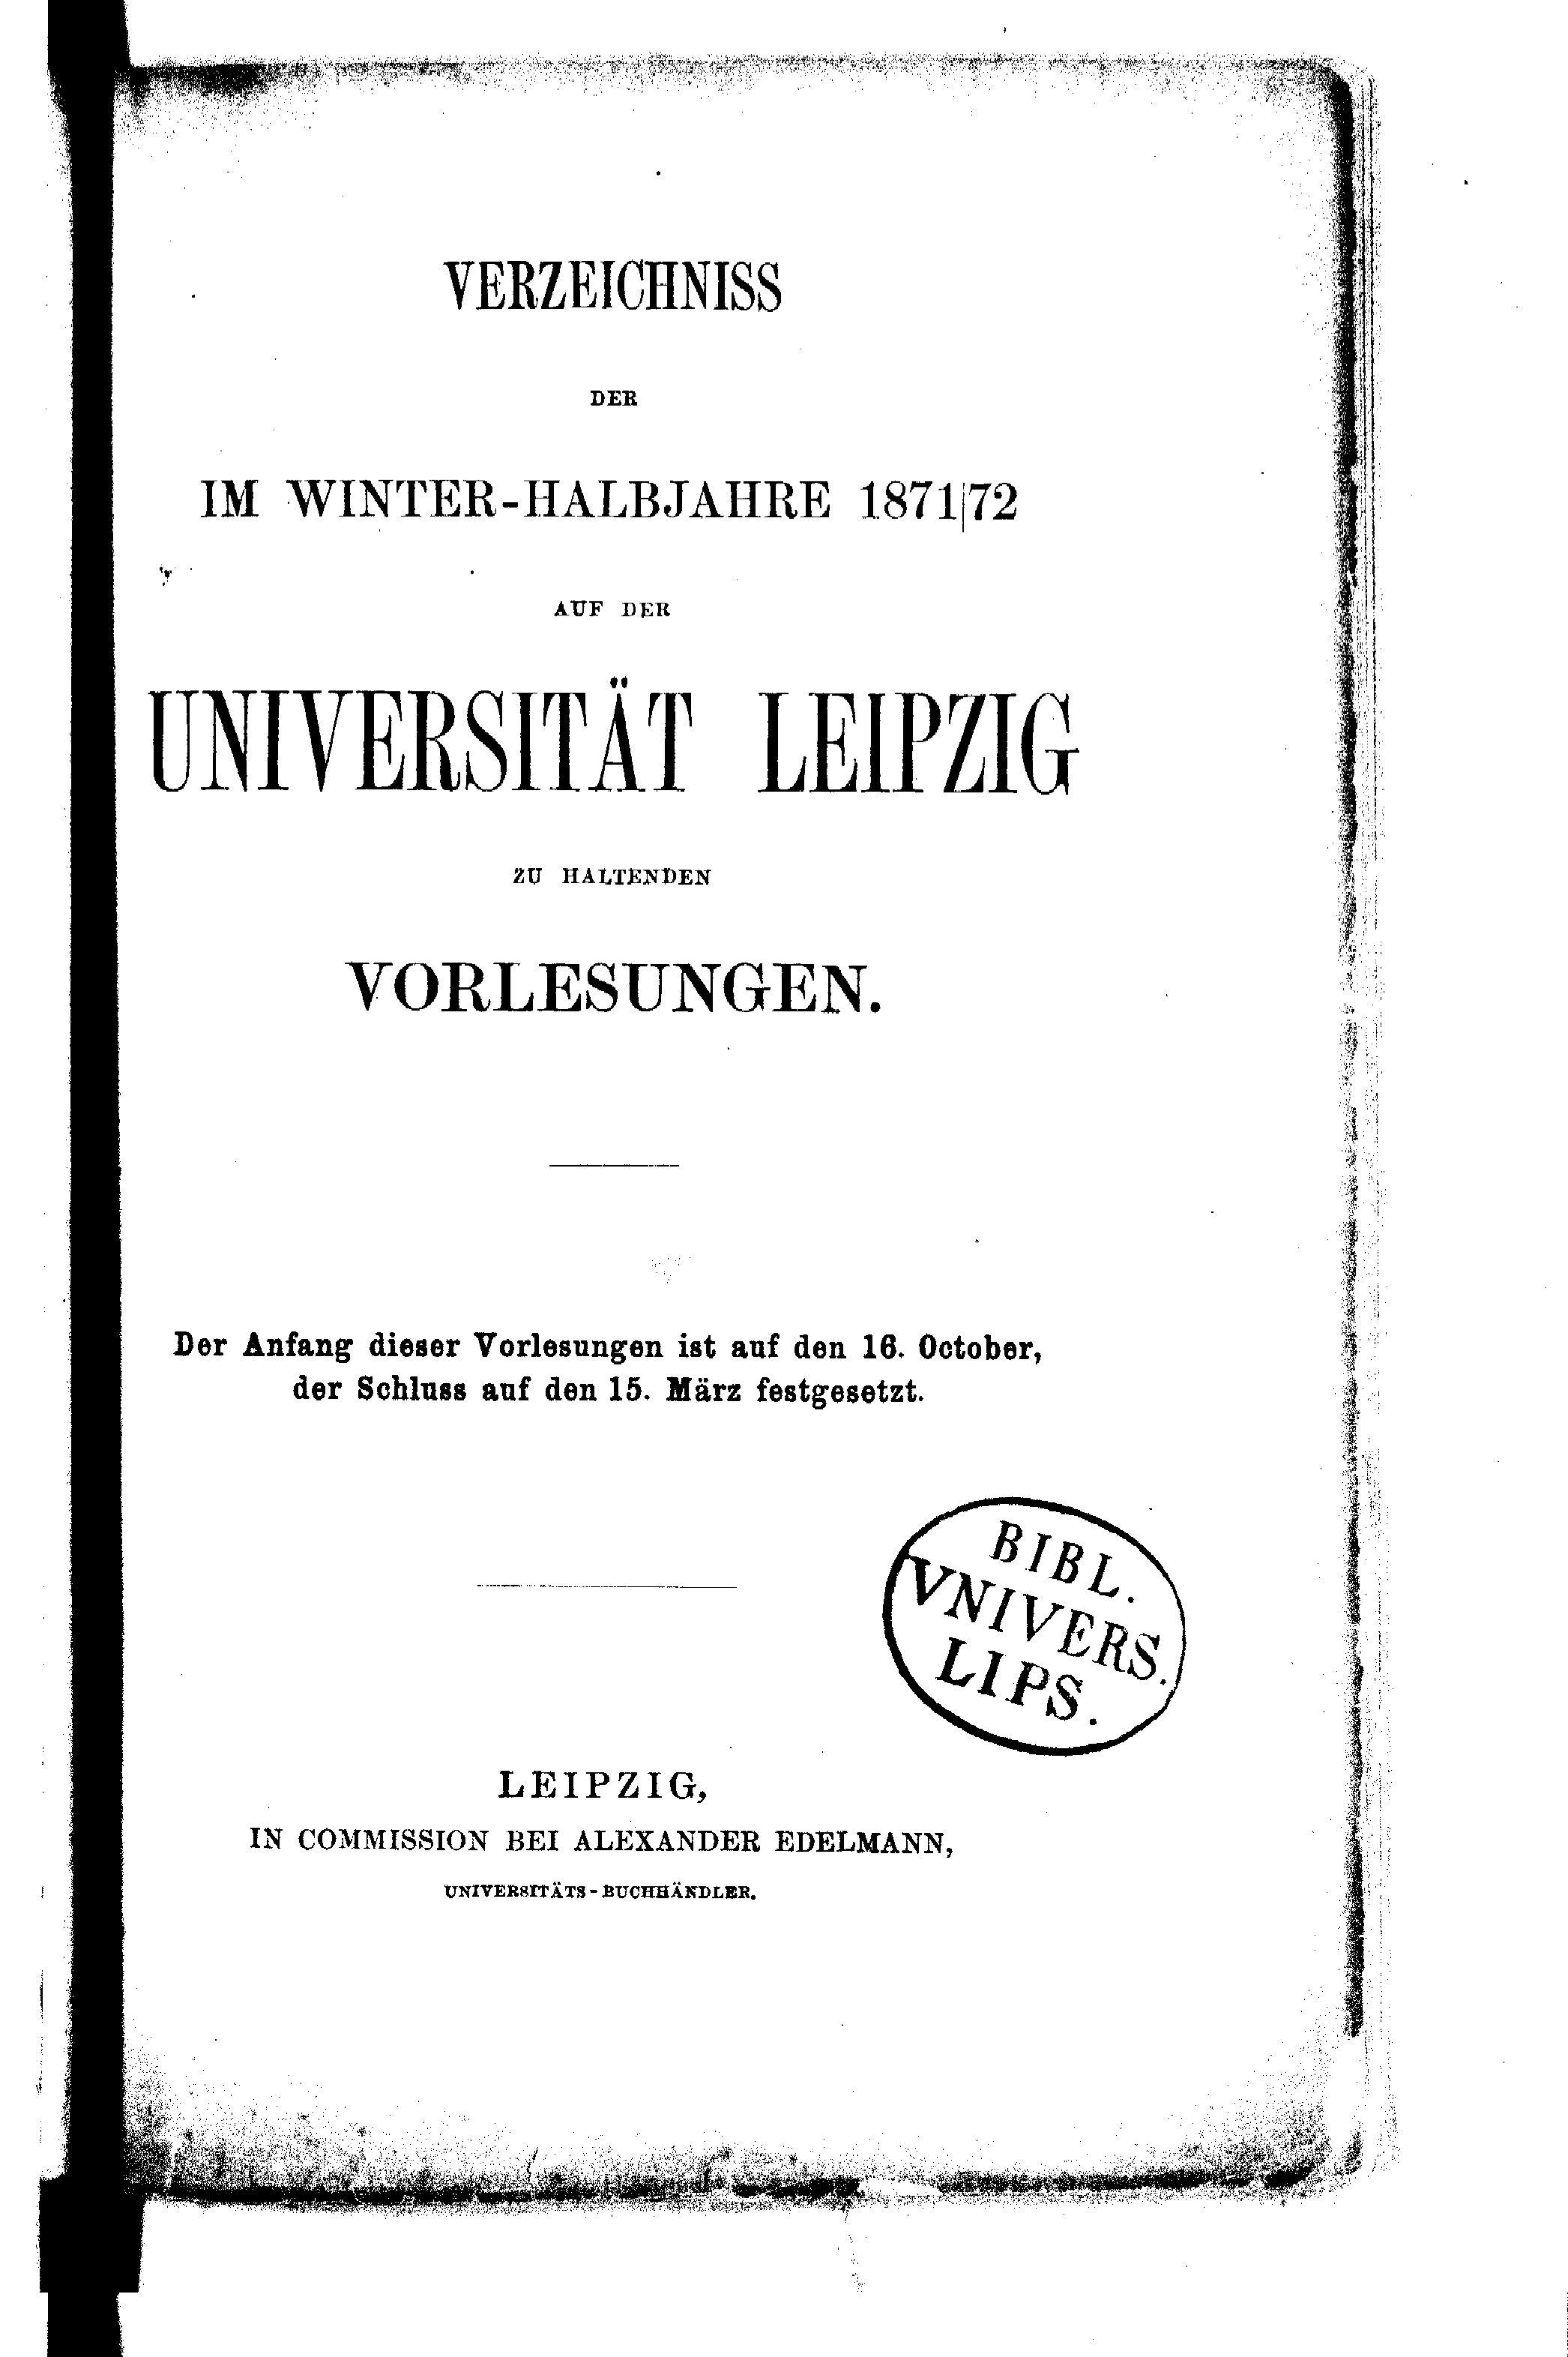 VERZEICHNISS
DER
IM WINTER-HALBJAHRE 1871|72
AUF DER
UNIVERSITÄT LEIPZIG
ZU HALTENDEN
VORLESUNGEN.
Der Anfang dieser Vorlesungen ist auf den 16. October,
der Schluss auf den 15. März festgesetzt.
BIBL.
VNIVERS.
LIPS.
LEIPZIG,
IN COMMISSION BEI ALEXANDER EDELMANN,
UNIVERSITÄTS-BUCHHÄNDLER.